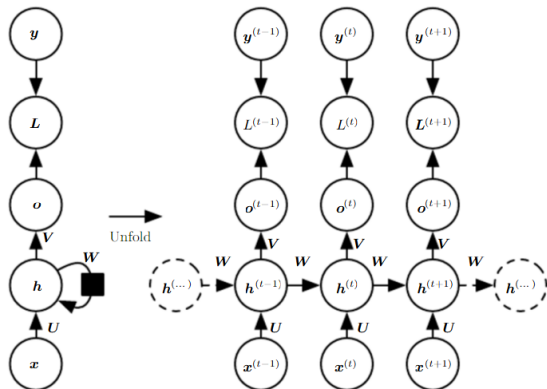 y y^(t−1) y^(t) y^(t+1)
L L^(t−1) L^(t) L^(t+1)
o o^(t−1) o^(t) o^(t+1)
Unfold
V V V V
W W W W W
h h^(...) h^(t−1) h^(t) h^(t+1) h^(...)
U U U U
x x^(t−1) x^(t) x^(t+1)